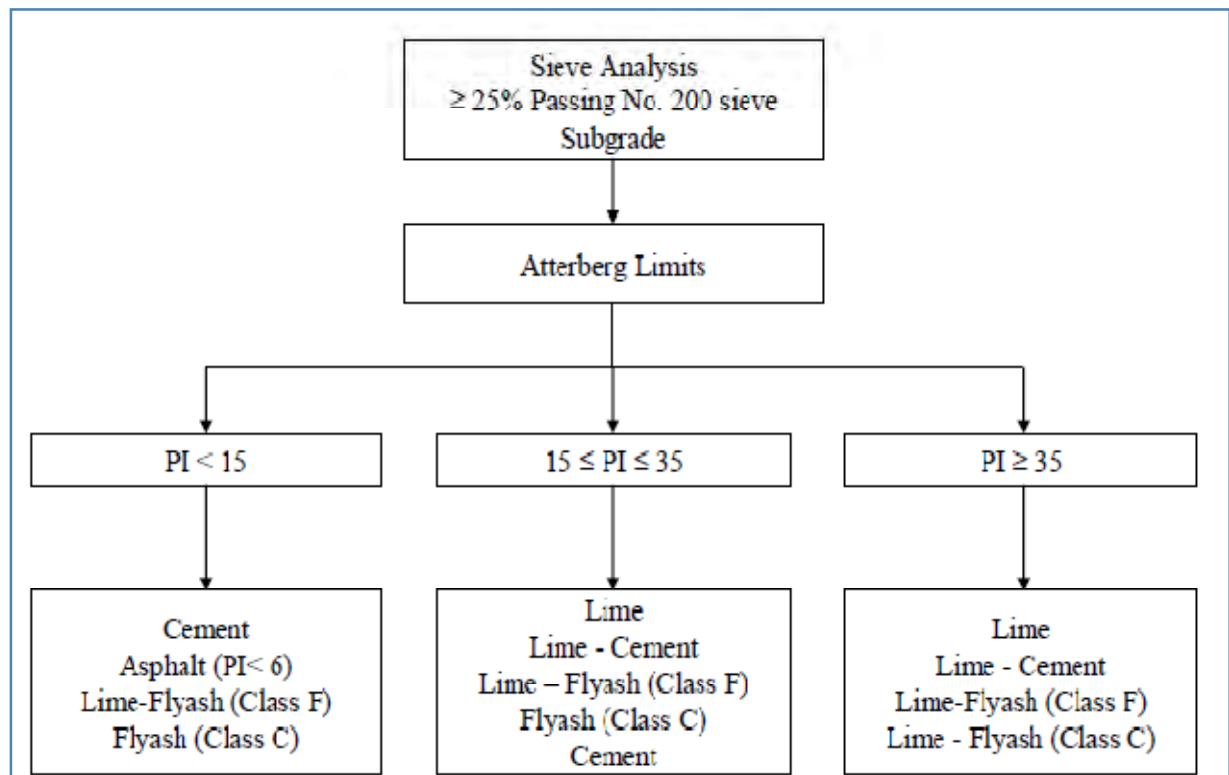 Sieve Analysis
≥ 25% Passing No. 200 sieve
Subgrade
Atterberg Limits
PI < 15
15 ≤ PI ≤ 35
PI ≥ 35
Cement
Asphalt (PI< 6)
Lime-Flyash (Class F)
Flyash (Class C)
Lime
Lime - Cement
Lime – Flyash (Class F)
Flyash (Class C)
Cement
Lime
Lime - Cement
Lime-Flyash (Class F)
Lime - Flyash (Class C)